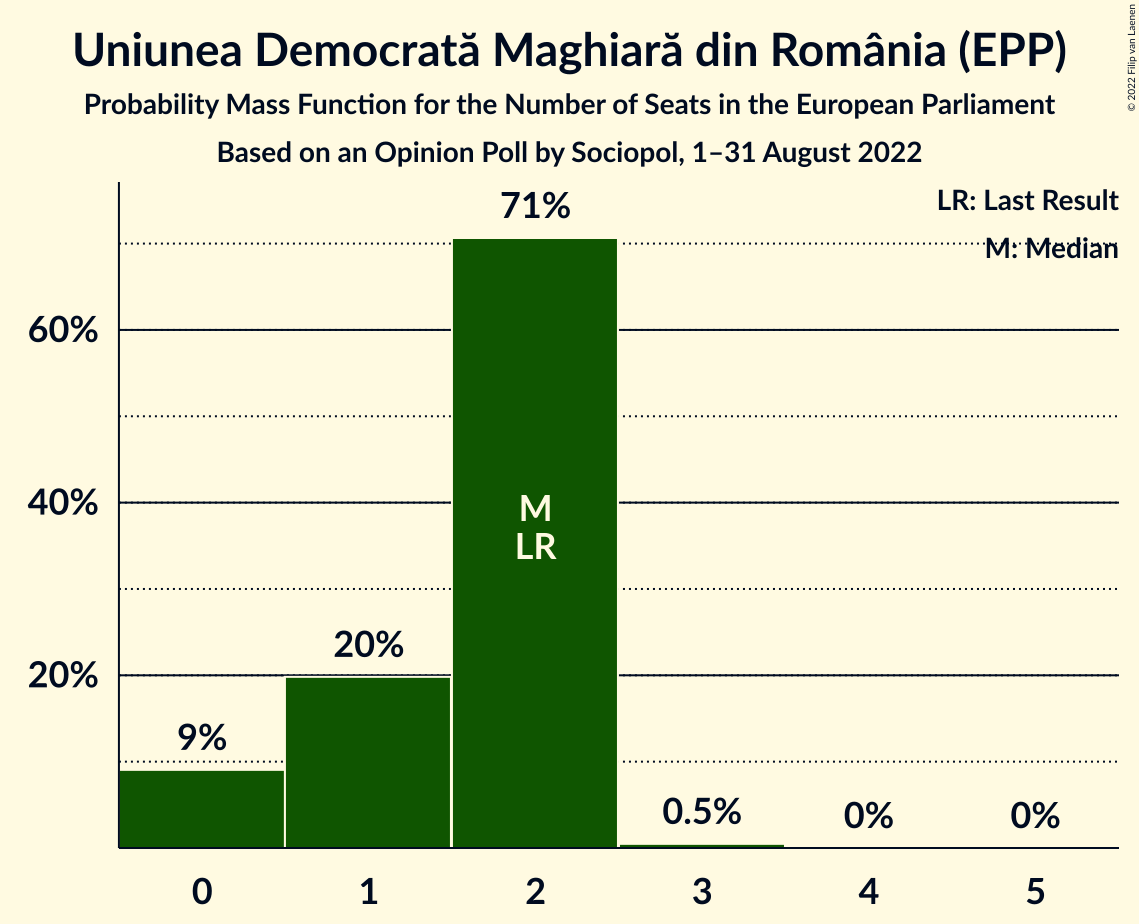 Uniunea Democrată Maghiară din România (EPP)
Probability Mass Function for the Number of Seats in the European Parliament
Based on an Opinion Poll by Sociopol, 1–31 August 2022
© 2022 Filip van Laenen
LR: Last Result
M: Median
71%
60%
40%
M
LR
20%
20%
9%
0.5%
0%
0%
0 1 2 3 4 5